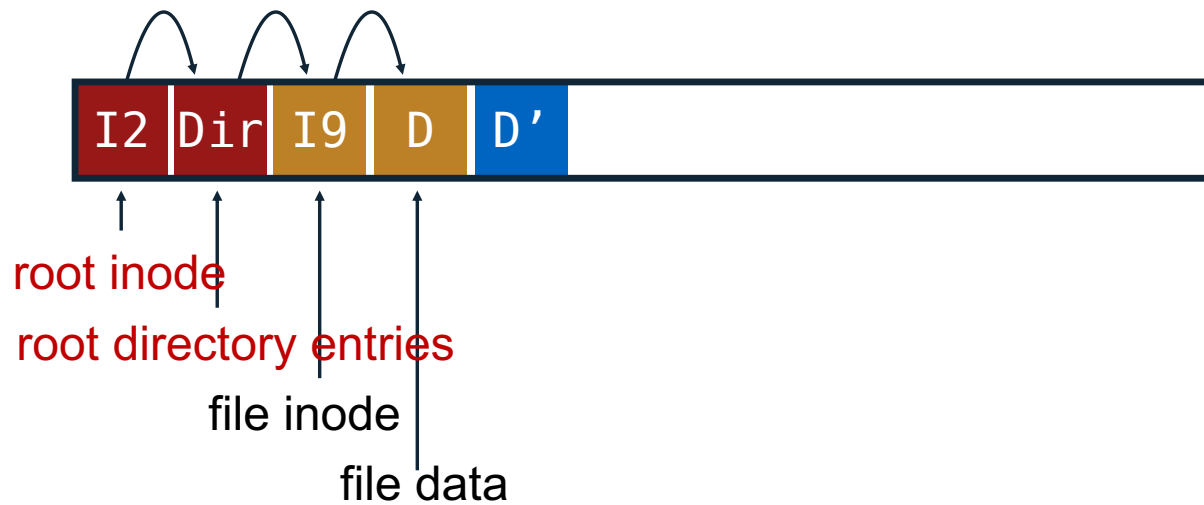 I2 Dir I9 D D’
root inode
root directory entries
file inode
file data